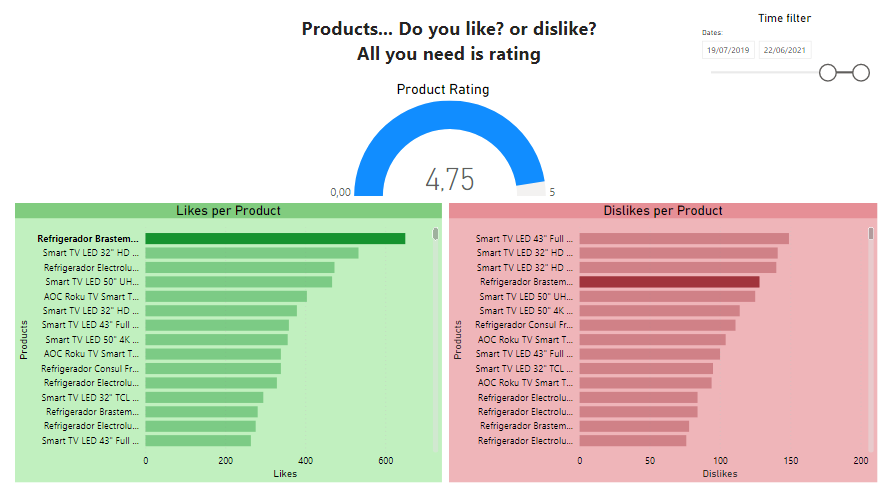 Products... Do you like? or dislike?
All you need is rating
Time filter
Dates:
19/07/2019
22/06/2021
Product Rating
4,75
0,00
5
Likes per Product
Products
Refrigerador Brastem...
Smart TV LED 32" HD ...
Refrigerador Electrolu...
Smart TV LED 50" UH...
AOC Roku TV Smart T...
Smart TV LED 32" HD ...
Smart TV LED 43" Full ...
Smart TV LED 50" 4K ...
AOC Roku TV Smart T...
Refrigerador Consul Fr...
Refrigerador Electrolu...
Smart TV LED 32" TCL ...
Refrigerador Brastem...
Refrigerador Electrolu...
Smart TV LED 43" Full ...
0 200 400 600
Likes
Dislikes per Product
Products
Smart TV LED 43" Full ...
Smart TV LED 32" HD ...
Smart TV LED 32" HD ...
Refrigerador Brastem...
Smart TV LED 50" UH...
Smart TV LED 50" 4K ...
Refrigerador Consul Fr...
AOC Roku TV Smart T...
Smart TV LED 43" Full ...
Smart TV LED 32" TCL ...
AOC Roku TV Smart T...
Refrigerador Electrolu...
Refrigerador Electrolu...
Refrigerador Brastem...
Refrigerador Electrolu...
0 50 100 150 200
Dislikes